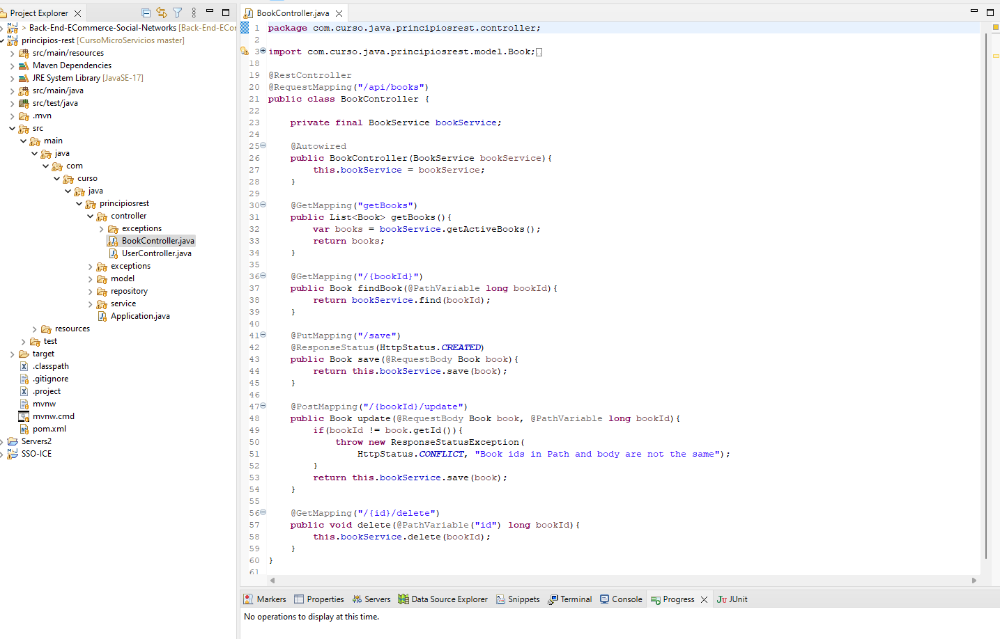 Project Explorer
> Back-End-ECommerce-Social-Networks [Back-End-ECor
principios-rest [CursoMicroServicios master]
src/main/resources
Maven Dependencies
JRE System Library [JavaSE-17]
src/main/java
src/test/java
.mvn
src
main
java
com
curso
java
principiosrest
controller
exceptions
BookController.java
UserController.java
exceptions
model
repository
service
Application.java
resources
test
target
.classpath
.gitignore
.project
mvnw
mvnw.cmd
pom.xml
Servers2
SSO-ICE
BookController.java
1 package com.curso.java.principiosrest.controller;
2
3 import com.curso.java.principiosrest.model.Book;
18
19 @RestController
20 @RequestMapping("/api/books")
21 public class BookController {
22
23     private final BookService bookService;
24
25     @Autowired
26     public BookController(BookService bookService){
27         this.bookService = bookService;
28     }
29
30     @GetMapping("getBooks")
31     public List<Book> getBooks(){
32         var books = bookService.getActiveBooks();
33         return books;
34     }
35
36     @GetMapping("/{bookId}")
37     public Book findBook(@PathVariable long bookId){
38         return bookService.find(bookId);
39     }
40
41     @PutMapping("/save")
42     @ResponseStatus(HttpStatus.CREATED)
43     public Book save(@RequestBody Book book){
44         return this.bookService.save(book);
45     }
46
47     @PostMapping("/{bookId}/update")
48     public Book update(@RequestBody Book book, @PathVariable long bookId){
49         if(bookId != book.getId()){
50             throw new ResponseStatusException(
51                 HttpStatus.CONFLICT, "Book ids in Path and body are not the same");
52         }
53         return this.bookService.save(book);
54     }
55
56     @GetMapping("/{id}/delete")
57     public void delete(@PathVariable("id") long bookId){
58         this.bookService.delete(bookId);
59     }
60 }
61
Markers Properties Servers Data Source Explorer Snippets Terminal Console Progress JUnit
No operations to display at this time.